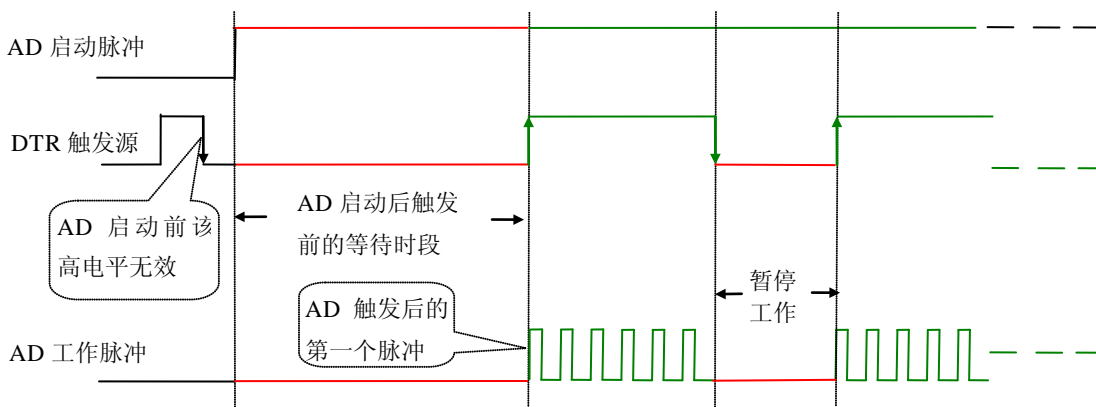 AD 启动脉冲
DTR 触发源
AD 启动前该
高电平无效
AD 启动后触发
前的等待时段
暂停
工作
AD 触发后的
第一个脉冲
AD 工作脉冲